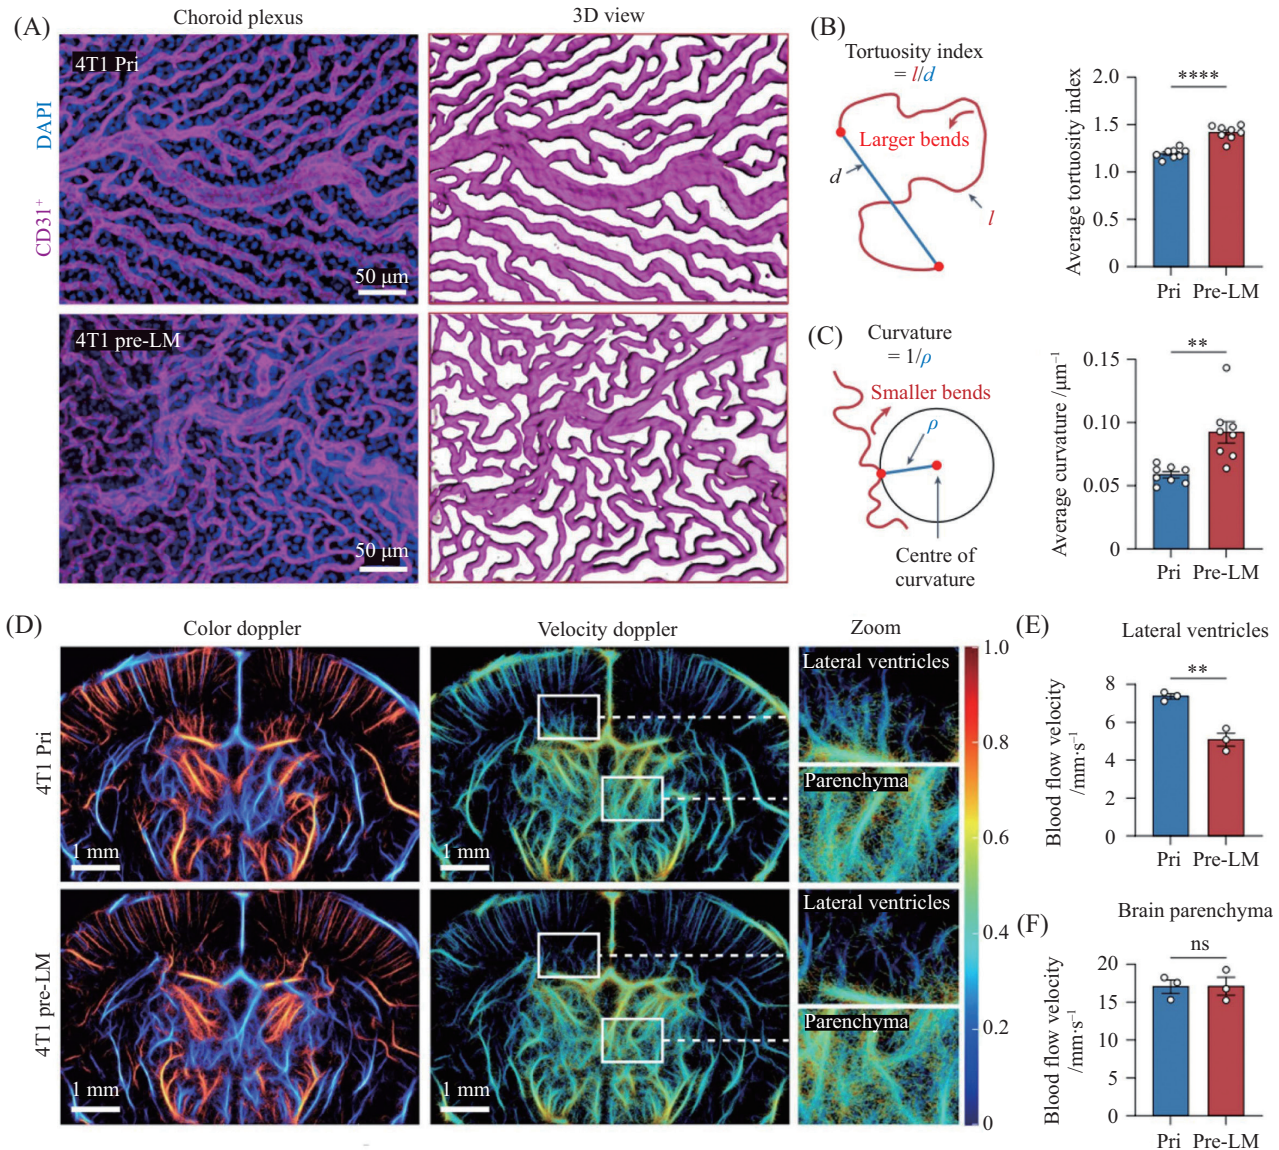 (A)
Choroid plexus
3D view
CD31⁺ DAPI
4T1 Pri
50 μm
4T1 pre-LM
50 μm
(B)
Tortuosity index
= l/d
Larger bends
d
l
Average tortuosity index
2.0
1.5
1.0
0.5
0
****
Pri Pre-LM
(C)
Curvature
= 1/ρ
Smaller bends
ρ
Centre of
curvature
Average curvature /μm⁻¹
0.15
0.10
0.05
0
**
Pri Pre-LM
(D)
Color doppler
Velocity doppler
Zoom
4T1 Pri
1 mm
Lateral ventricles
Parenchyma
4T1 pre-LM
1 mm
Lateral ventricles
Parenchyma
1.0
0.8
0.6
0.4
0.2
0
(E)
Lateral ventricles
Blood flow velocity
/mm·s⁻¹
8
6
4
2
0
**
Pri Pre-LM
(F)
Brain parenchyma
Blood flow velocity
/mm·s⁻¹
20
15
10
5
0
ns
Pri Pre-LM